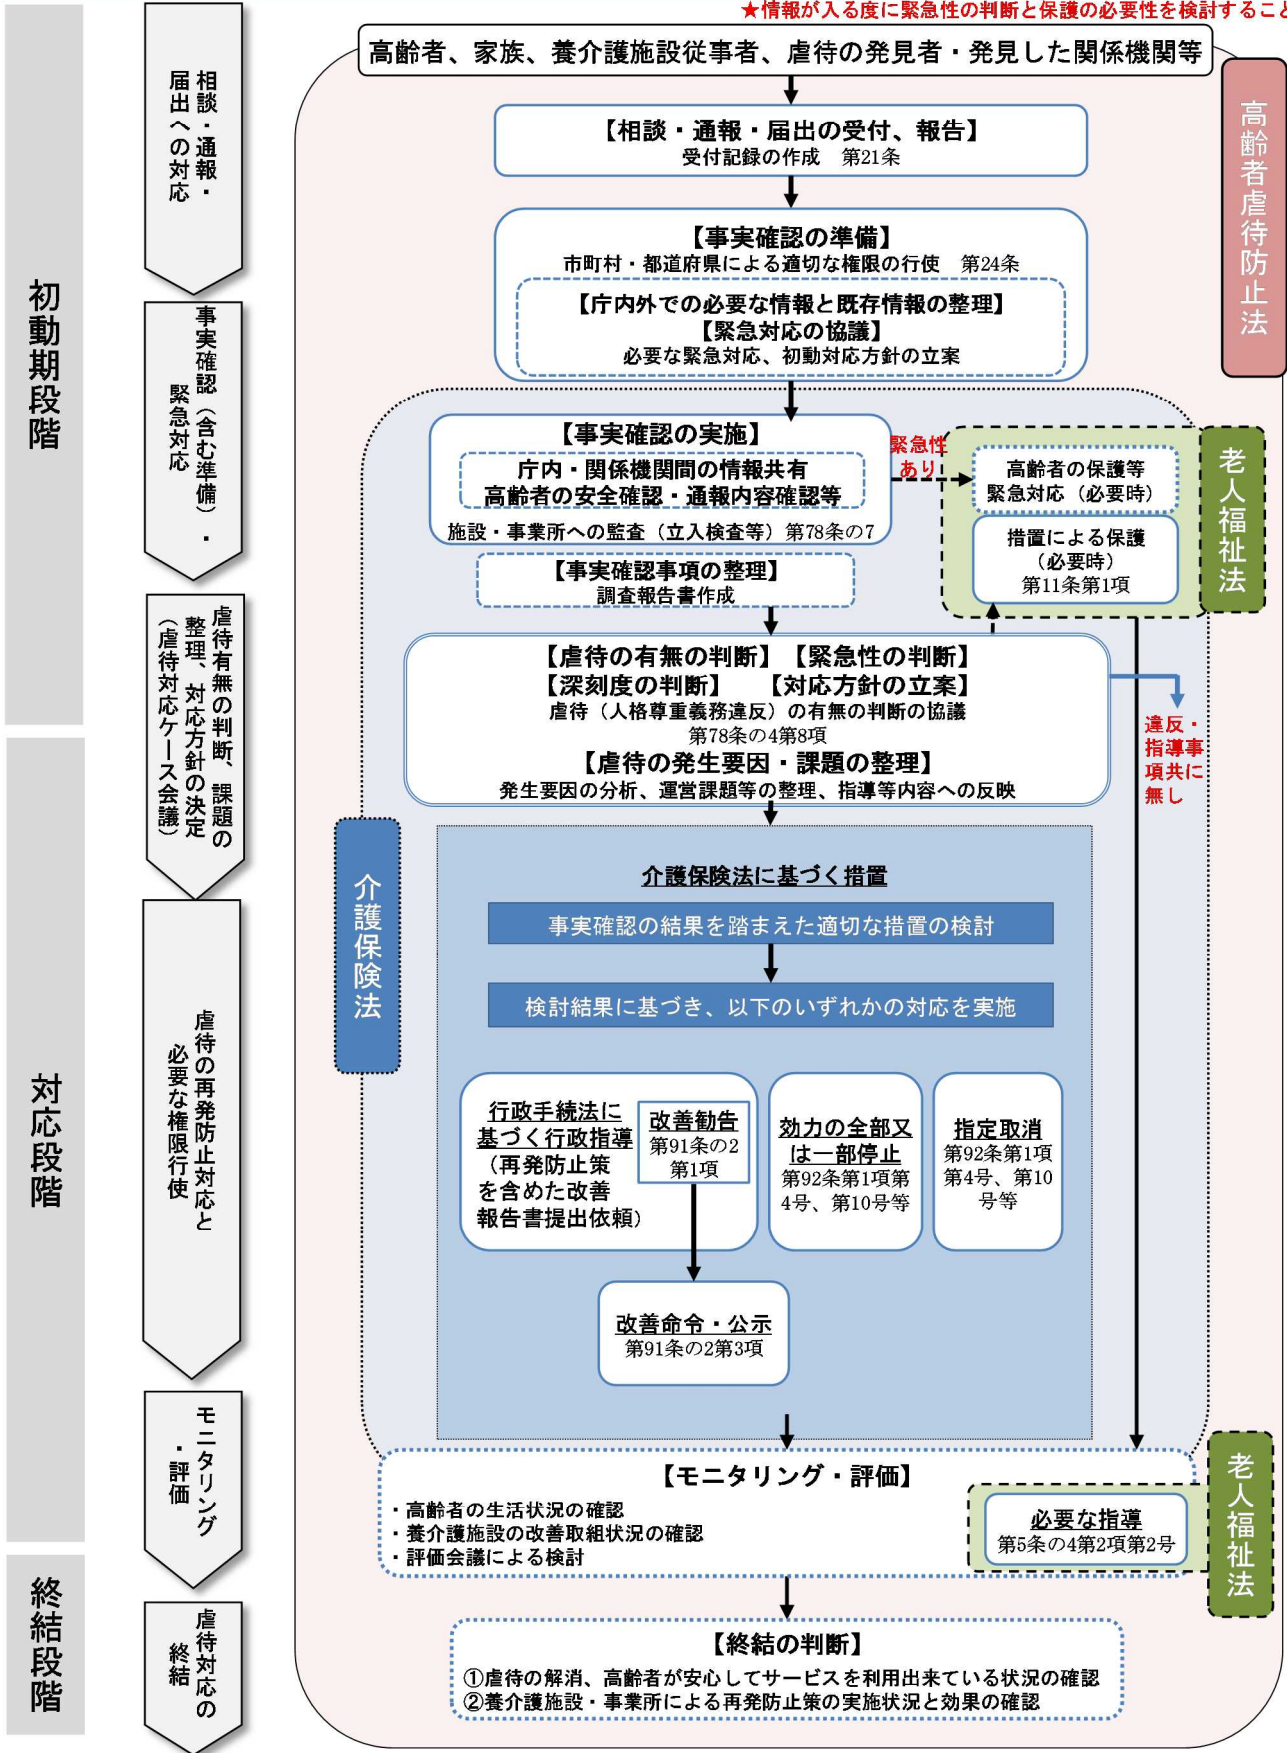 ★情報が入る度に緊急性の判断と保護の必要性を検討すること
高齢者、家族、養介護施設従事者、虐待の発見者・発見した関係機関等
高齢者虐待防止法
初動期段階
相談・通報・
届出への対応
【相談・通報・届出の受付、報告】
受付記録の作成　第21条
【事実確認の準備】
市町村・都道府県による適切な権限の行使　第24条
【庁内外での必要な情報と既存情報の整理】
【緊急対応の協議】
必要な緊急対応、初動対応方針の立案
事実確認（含む準備）・
緊急対応
【事実確認の実施】
庁内・関係機関間の情報共有
高齢者の安全確認・通報内容確認等
施設・事業所への監査（立入検査等）第78条の7
緊急性
あり
高齢者の保護等
緊急対応（必要時）
措置による保護
（必要時）
第11条第1項
老人福祉法
【事実確認事項の整理】
調査報告書作成
虐待有無の判断、課題の
整理、対応方針の決定
（虐待対応ケース会議）
【虐待の有無の判断】【緊急性の判断】
【深刻度の判断】　【対応方針の立案】
虐待（人格尊重義務違反）の有無の判断の協議
第78条の4第8項
【虐待の発生要因・課題の整理】
発生要因の分析、運営課題等の整理、指導等内容への反映
違反・
指導事
項共に
無し
対応段階
虐待の再発防止対応と
必要な権限行使
介護保険法
介護保険法に基づく措置
事実確認の結果を踏まえた適切な措置の検討
検討結果に基づき、以下のいずれかの対応を実施
行政手続法に
基づく行政指導
（再発防止策
を含めた改善
報告書提出依頼）
改善勧告
第91条の2
第1項
効力の全部又
は一部停止
第92条第1項第
4号、第10号等
指定取消
第92条第1項
第4号、第10
号等
改善命令・公示
第91条の2第3項
モニタリング
・評価
【モニタリング・評価】
・高齢者の生活状況の確認
・養介護施設の改善取組状況の確認
・評価会議による検討
必要な指導
第5条の4第2項第2号
老人福祉法
終結段階
虐待対応の
終結
【終結の判断】
①虐待の解消、高齢者が安心してサービスを利用出来ている状況の確認
②養介護施設・事業所による再発防止策の実施状況と効果の確認